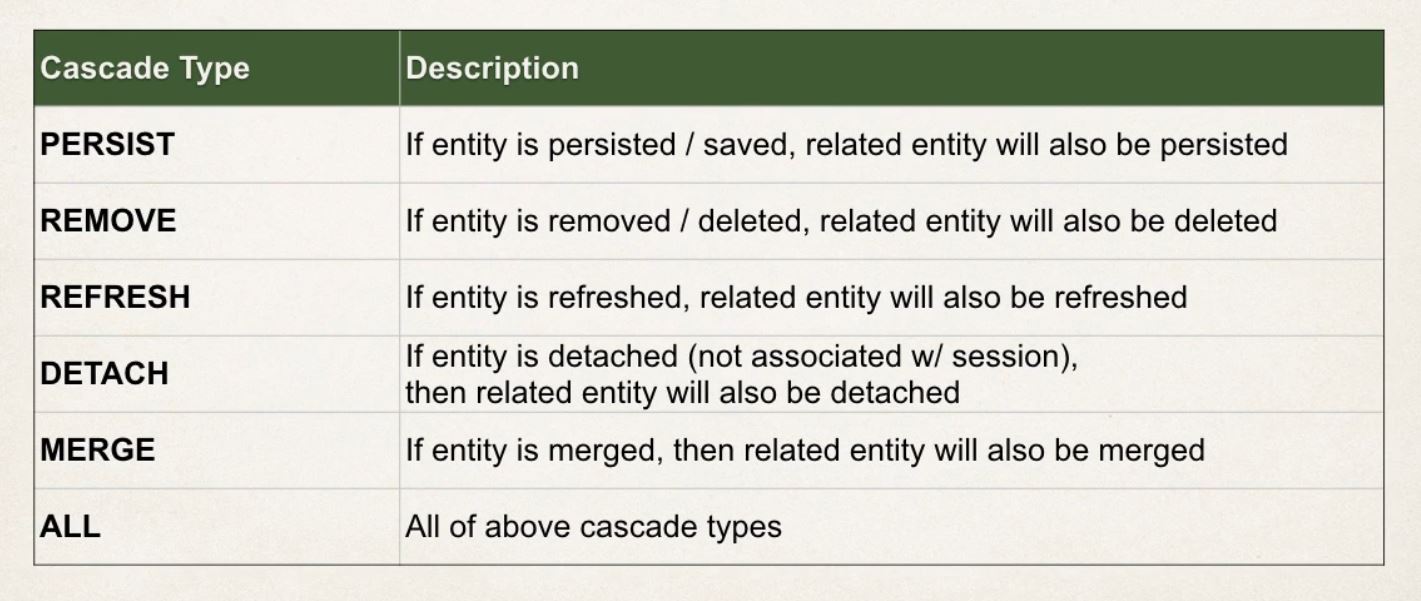 Cascade Type Description
PERSIST If entity is persisted / saved, related entity will also be persisted
REMOVE If entity is removed / deleted, related entity will also be deleted
REFRESH If entity is refreshed, related entity will also be refreshed
DETACH If entity is detached (not associated w/ session),
then related entity will also be detached
MERGE If entity is merged, then related entity will also be merged
ALL All of above cascade types